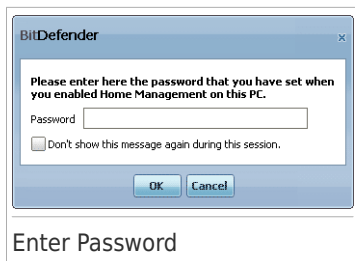 BitDefender
x
Please enter here the password that you have set when
you enabled Home Management on this PC.
Password
Don't show this message again during this session.
OK Cancel
Enter Password